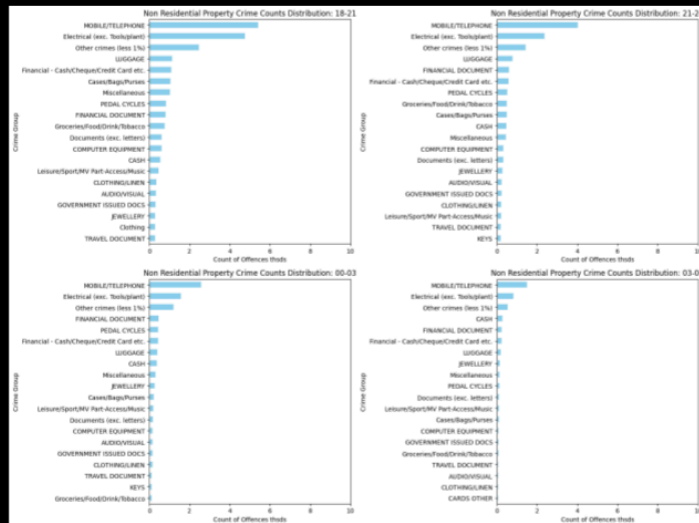 Non Residential Property Crime Counts Distribution: 18-21
MOBILE/TELEPHONE
Electrical (exc. Tools/plant)
Other crimes (less 1%)
LUGGAGE
Financial - Cash/Cheque/Credit Card etc.
Cases/Bags/Purses
Miscellaneous
PEDAL CYCLES
FINANCIAL DOCUMENT
Groceries/Food/Drink/Tobacco
Documents (exc. letters)
COMPUTER EQUIPMENT
CASH
Leisure/Sport/MV Part-Access/Music
CLOTHING/LINEN
AUDIO/VISUAL
GOVERNMENT ISSUED DOCS
JEWELLERY
Clothing
TRAVEL DOCUMENT
Crime Group
0 2 4 6 8 10
Count of Offences thods
Non Residential Property Crime Counts Distribution: 21-2
MOBILE/TELEPHONE
Electrical (exc. Tools/plant)
Other crimes (less 1%)
LUGGAGE
FINANCIAL DOCUMENT
Financial - Cash/Cheque/Credit Card etc.
PEDAL CYCLES
Groceries/Food/Drink/Tobacco
Cases/Bags/Purses
CASH
Miscellaneous
COMPUTER EQUIPMENT
Documents (exc. letters)
JEWELLERY
AUDIO/VISUAL
GOVERNMENT ISSUED DOCS
CLOTHING/LINEN
Leisure/Sport/MV Part-Access/Music
TRAVEL DOCUMENT
KEYS
Crime Group
0 2 4 6 8 10
Count of Offences thods
Non Residential Property Crime Counts Distribution: 00-03
MOBILE/TELEPHONE
Electrical (exc. Tools/plant)
Other crimes (less 1%)
FINANCIAL DOCUMENT
PEDAL CYCLES
Financial - Cash/Cheque/Credit Card etc.
LUGGAGE
CASH
Miscellaneous
JEWELLERY
Cases/Bags/Purses
Leisure/Sport/MV Part-Access/Music
Documents (exc. letters)
COMPUTER EQUIPMENT
AUDIO/VISUAL
GOVERNMENT ISSUED DOCS
CLOTHING/LINEN
TRAVEL DOCUMENT
KEYS
Groceries/Food/Drink/Tobacco
Crime Group
0 2 4 6 8 10
Count of Offences thods
Non Residential Property Crime Counts Distribution: 03-0
MOBILE/TELEPHONE
Electrical (exc. Tools/plant)
Other crimes (less 1%)
CASH
FINANCIAL DOCUMENT
Financial - Cash/Cheque/Credit Card etc.
LUGGAGE
JEWELLERY
Miscellaneous
PEDAL CYCLES
Documents (exc. letters)
Leisure/Sport/MV Part-Access/Music
Cases/Bags/Purses
COMPUTER EQUIPMENT
GOVERNMENT ISSUED DOCS
Groceries/Food/Drink/Tobacco
TRAVEL DOCUMENT
AUDIO/VISUAL
CLOTHING/LINEN
CARDS OTHER
Crime Group
0 2 4 6 8 10
Count of Offences thods